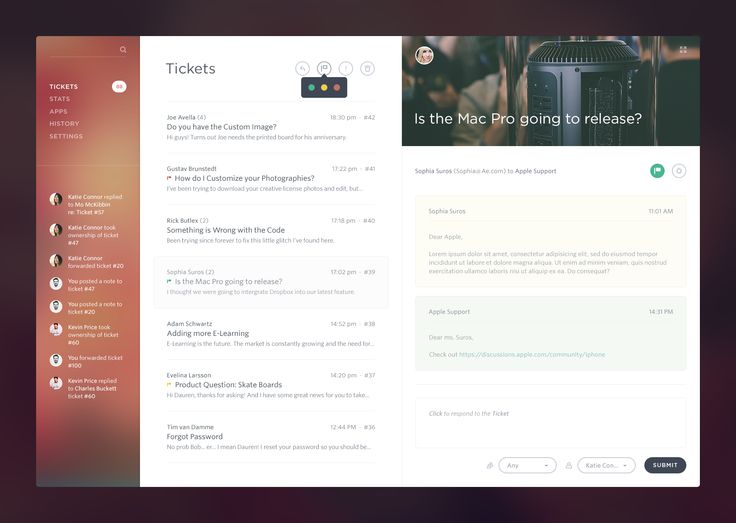 TICKETS
88
STATS
APPS
HISTORY
SETTINGS
Katie Connor replied
to Mo McKibbin
re: Ticket #37
Katie Connor took
ownership of ticket
#47
Katie Connor
forwarded ticket #20
You posted a note to
ticket #47
You posted a note to
ticket #20
Kevin Price took
ownership of ticket
#60
You forwarded ticket
#100
Kevin Price replied
to Charles Buckett
ticket #60
Tickets
Joe Avella (4)
18:30 pm · #42
Do you have the Custom Image?
Hi guys! Turns out Joe needs the printed board for his anniversary.
Gustav Brunstedt
17:22 pm · #41
How do I Customize your Photographies?
I've been trying to download your creative license photos and edit, but...
Rick Butlex (2)
17:18 pm · #40
Something is Wrong with the Code
Been trying since forever to fix this little glitch I've found here.
Sophia Suros (2)
17:02 pm · #39
Is the Mac Pro going to release?
I thought we were going to intergrate Dropbox into our latest feature.
Adam Schwartz
14:52 pm · #38
Adding more E-Learning
E-Learning is the future. The market is constantly growing and the need for..
Evelina Larsson
14:20 pm · #37
Product Question: Skate Boards
Hi Dauren, thanks for asking! And I have some great news for you to take...
Tim van Damme
12:44 PM · #36
Forgot Password
No prob Bob... er... I mean Dauren! I reset your password so you should be...
Is the Mac Pro going to release?
Sophia Suros (Sophia@Ae.com) to Apple Support
Sophia Suros
11:01 AM
Dear Apple,
Lorem ipsum dolor sit amet, consectetur adipisicing elit, sed do eiusmod tempor
incididunt ut labore et dolore magna aliqua. Ut enim ad minim veniam, quis nostrud
exercitation ullamco laboris nisi ut aliquip ex ea. Do consequat?
Apple Support
14:31 PM
Dear ms. Suros,
Check out https://discussions.apple.com/community/iphone
Click to respond to the Ticket
Any
Katie Con...
SUBMIT